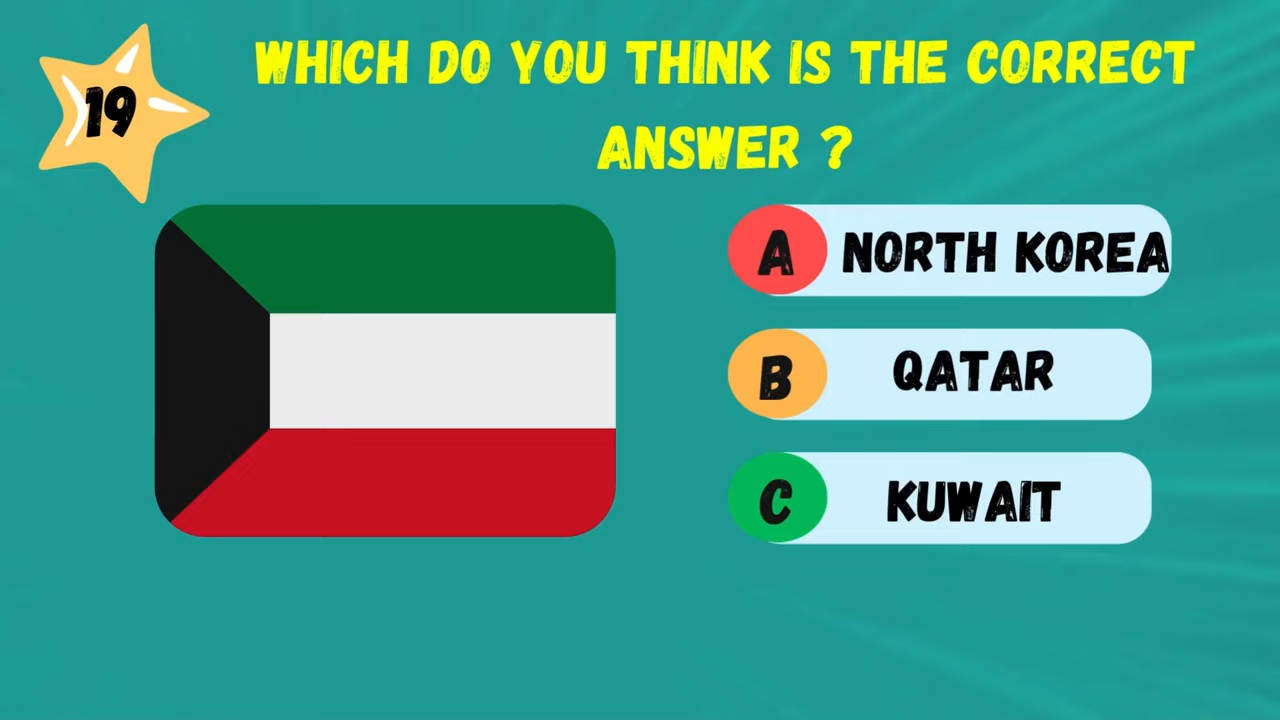 19
WHICH DO YOU THINK IS THE CORRECT
ANSWER ?
A NORTH KOREA
B QATAR
C KUWAIT